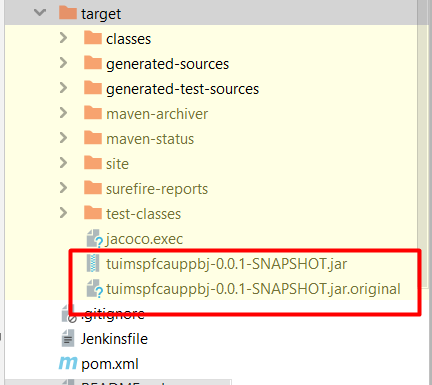 target
classes
generated-sources
generated-test-sources
maven-archiver
maven-status
site
surefire-reports
test-classes
jacoco.exec
tuimspfcauppbj-0.0.1-SNAPSHOT.jar
tuimspfcauppbj-0.0.1-SNAPSHOT.jar.original
.gitignore
Jenkinsfile
pom.xml